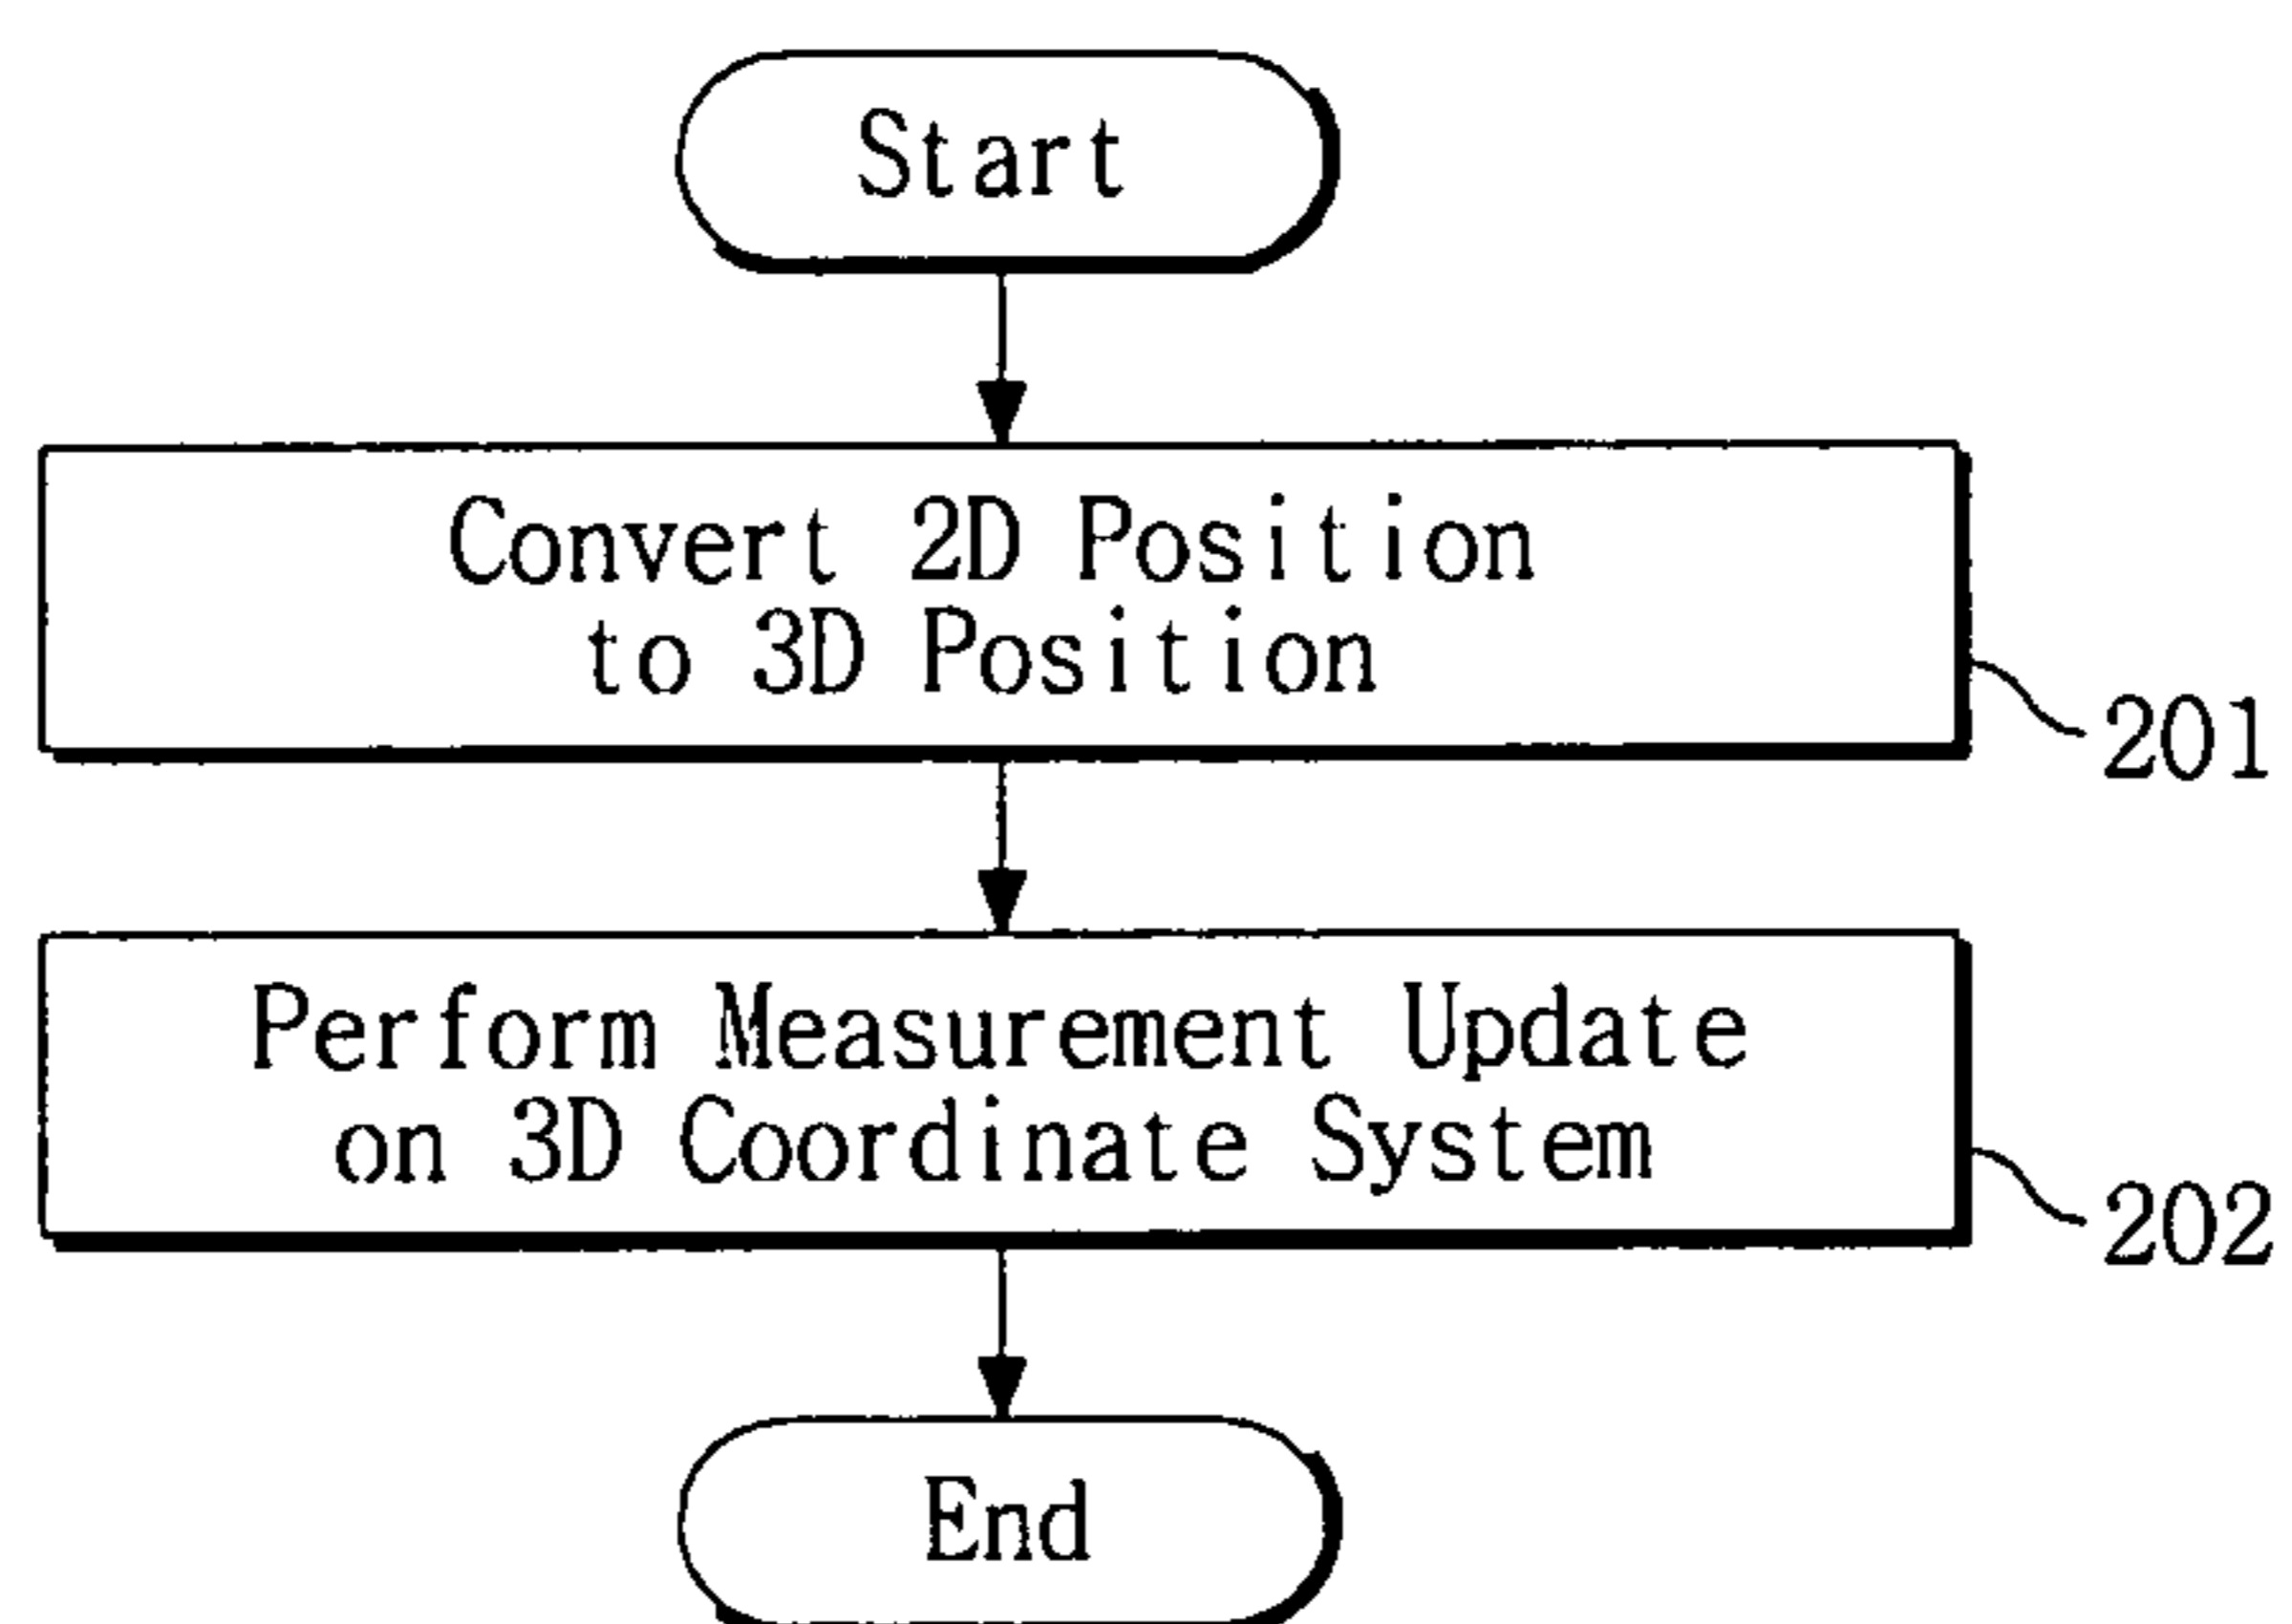 Start
Convert 2D Position
to 3D Position
201
Perform Measurement Update
on 3D Coordinate System
202
End